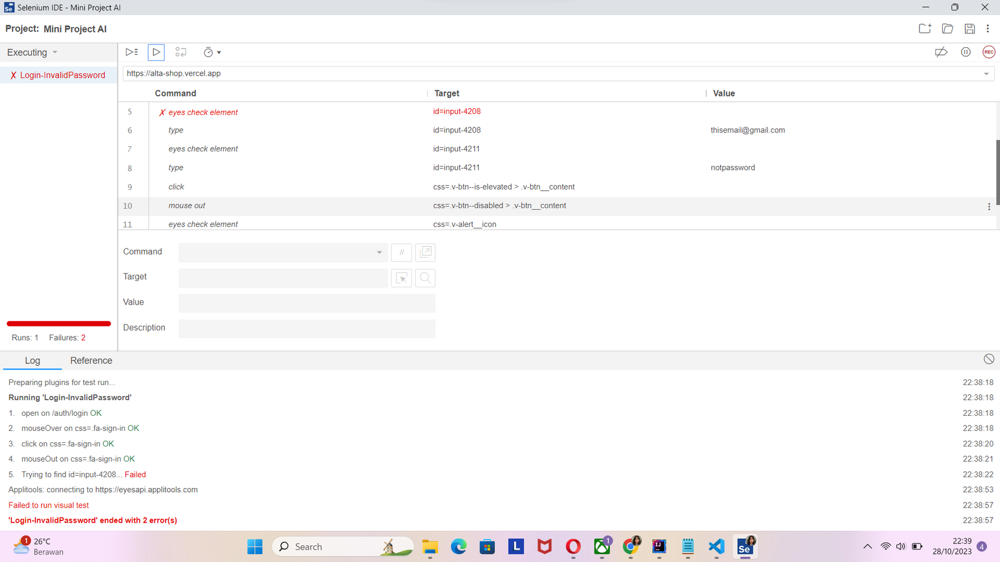 Selenium IDE - Mini Project AI
Project: Mini Project AI
Executing
Login-InvalidPassword
REC
https://alta-shop.vercel.app
Command Target Value
5 eyes check element id=input-4208
6 type id=input-4208 thisemail@gmail.com
7 eyes check element id=input-4211
8 type id=input-4211 notpassword
9 click css=.v-btn--is-elevated > .v-btn__content
10 mouse out css=.v-btn--disabled > .v-btn__content
11 eyes check element css=.v-alert__icon
Command //
Target
Value
Description
Runs: 1 Failures: 2
Log Reference
Preparing plugins for test run... 22:38:18
Running 'Login-InvalidPassword' 22:38:18
1. open on /auth/login OK 22:38:18
2. mouseOver on css=.fa-sign-in OK 22:38:18
3. click on css=.fa-sign-in OK 22:38:20
4. mouseOut on css=.fa-sign-in OK 22:38:21
5. Trying to find id=input-4208... Failed 22:38:22
Applitools: connecting to https://eyesapi.applitools.com 22:38:53
Failed to run visual test 22:38:57
'Login-InvalidPassword' ended with 2 error(s) 22:38:57
1 26°C
Berawan
Search
L
1
IJ
Se
22:39
28/10/2023
4